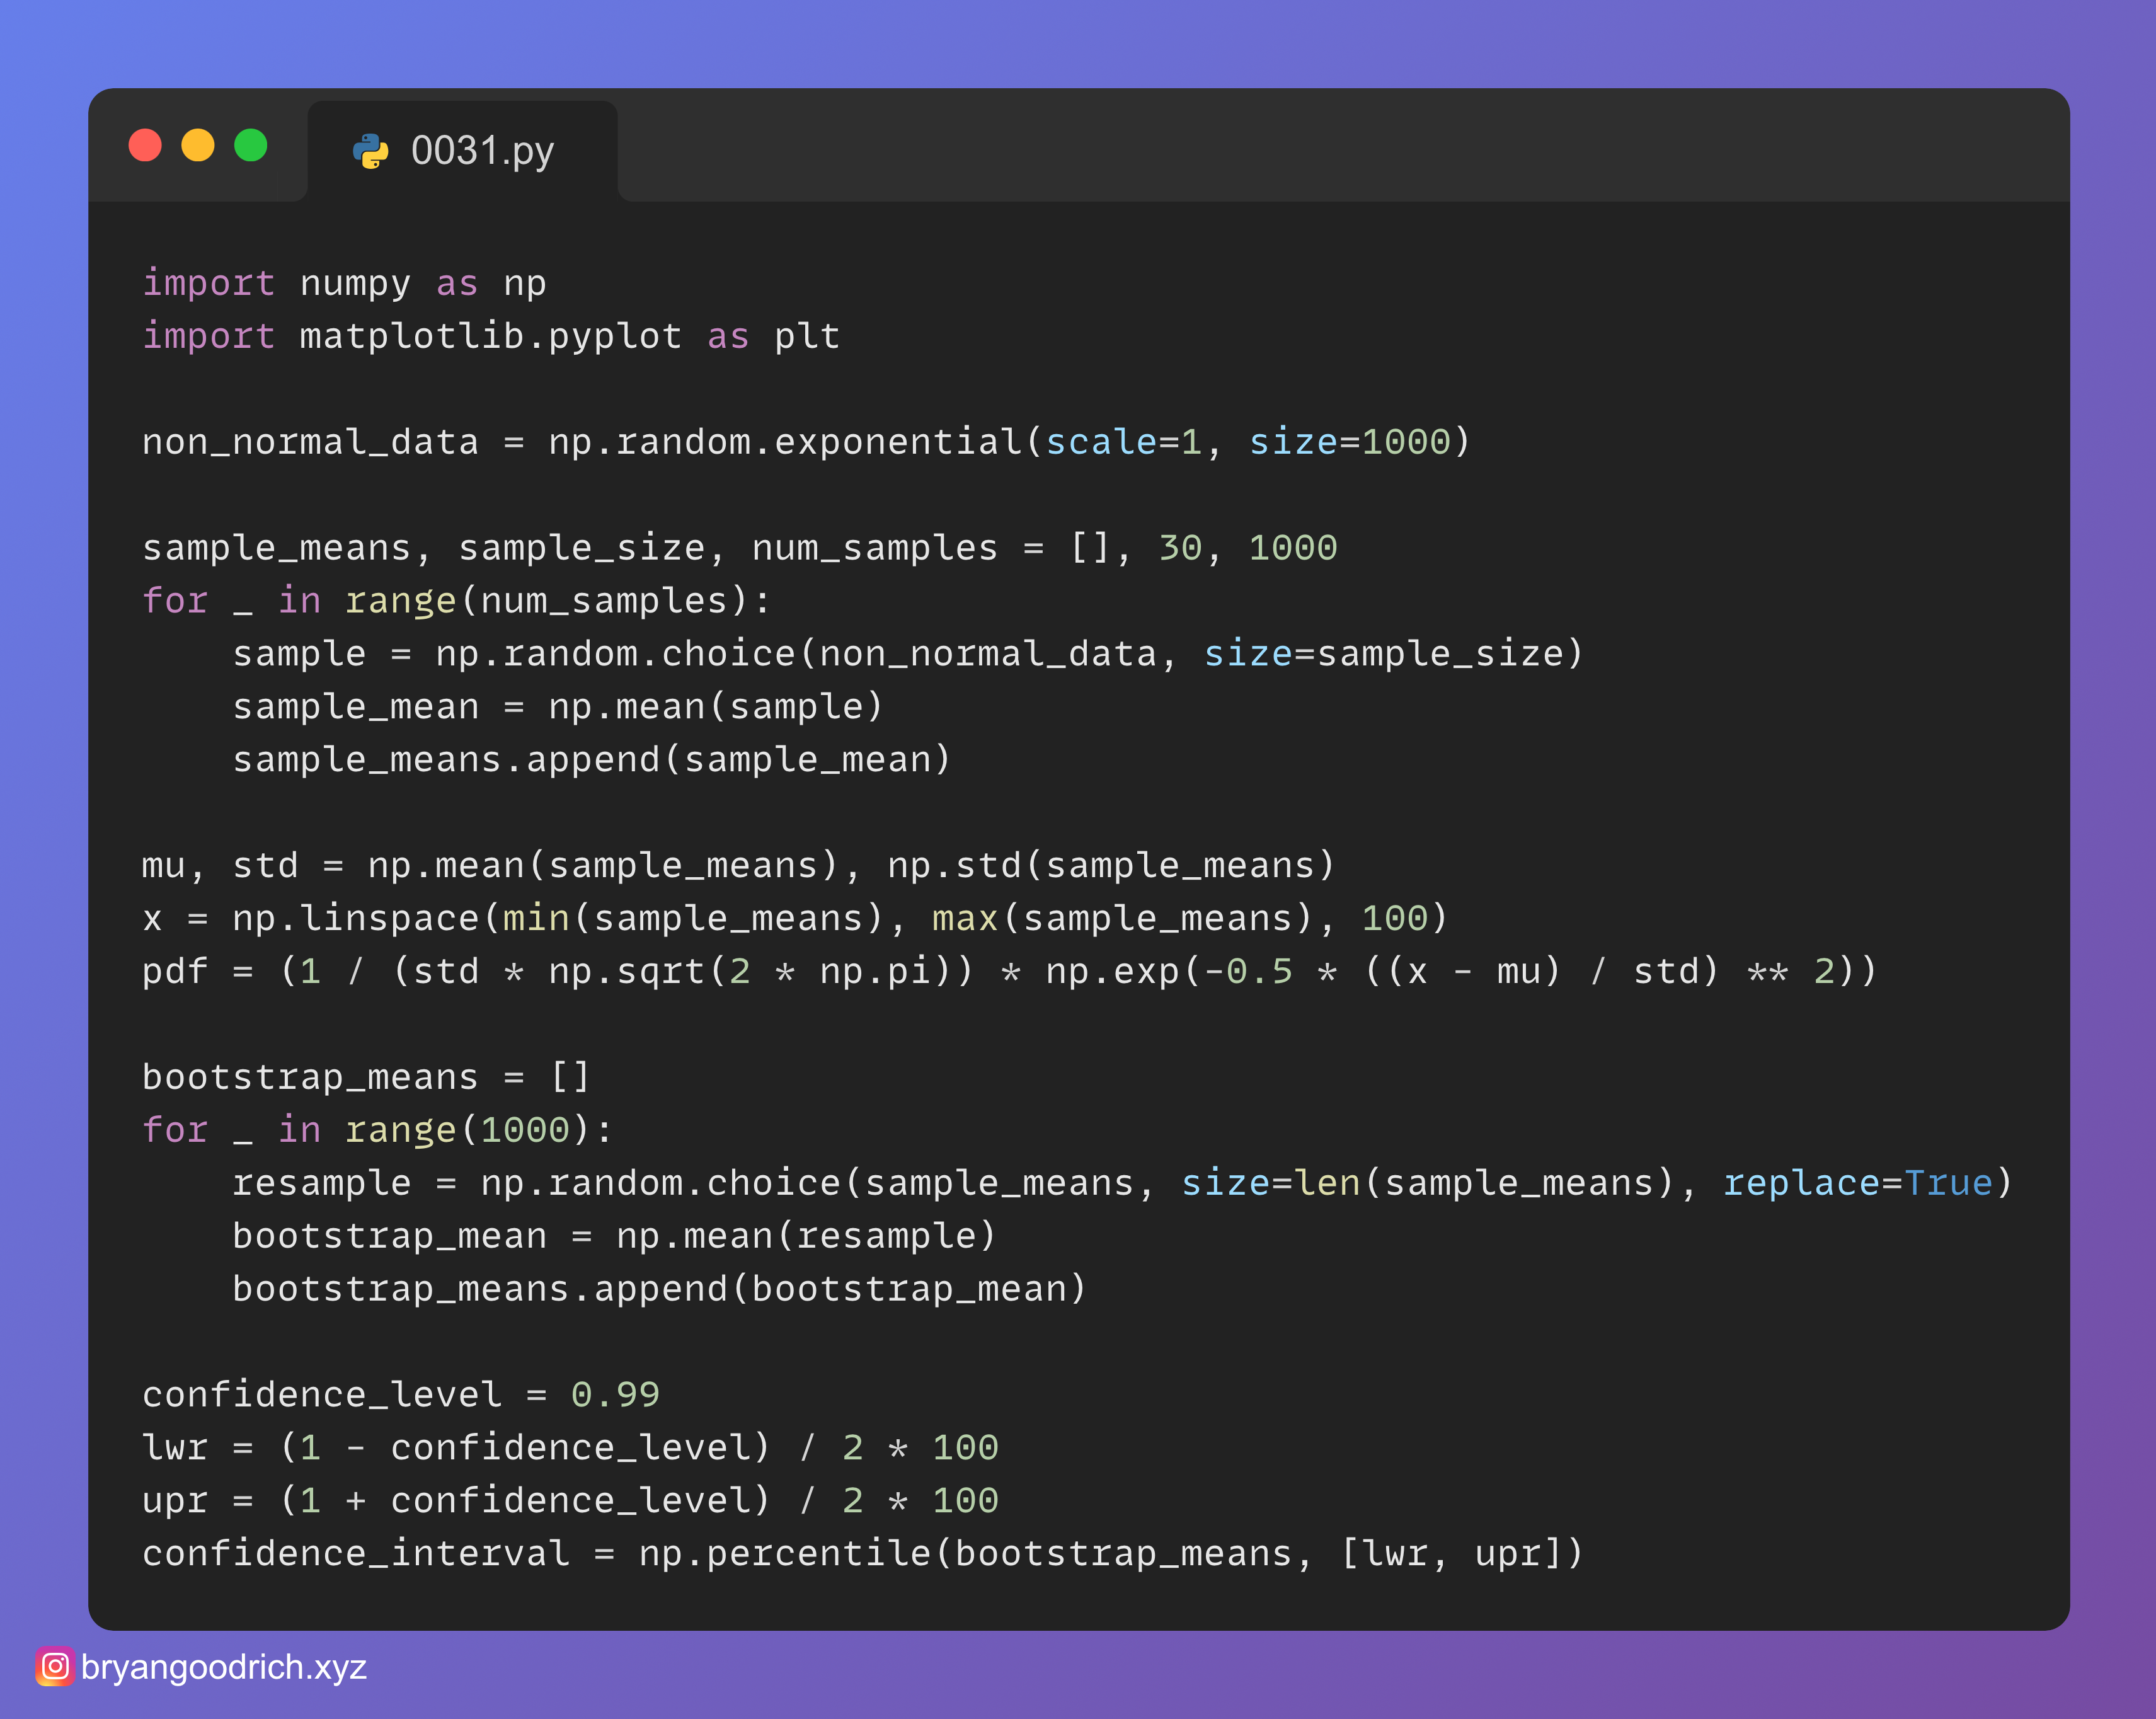 0031.py
import numpy as np
import matplotlib.pyplot as plt
non_normal_data = np.random.exponential(scale=1, size=1000)
sample_means, sample_size, num_samples = [], 30, 1000
for _ in range(num_samples):
    sample = np.random.choice(non_normal_data, size=sample_size)
    sample_mean = np.mean(sample)
    sample_means.append(sample_mean)
mu, std = np.mean(sample_means), np.std(sample_means)
x = np.linspace(min(sample_means), max(sample_means), 100)
pdf = (1 / (std * np.sqrt(2 * np.pi)) * np.exp(-0.5 * ((x - mu) / std) ** 2))
bootstrap_means = []
for _ in range(1000):
    resample = np.random.choice(sample_means, size=len(sample_means), replace=True)
    bootstrap_mean = np.mean(resample)
    bootstrap_means.append(bootstrap_mean)
confidence_level = 0.99
lwr = (1 - confidence_level) / 2 * 100
upr = (1 + confidence_level) / 2 * 100
confidence_interval = np.percentile(bootstrap_means, [lwr, upr])
bryangoodrich.xyz